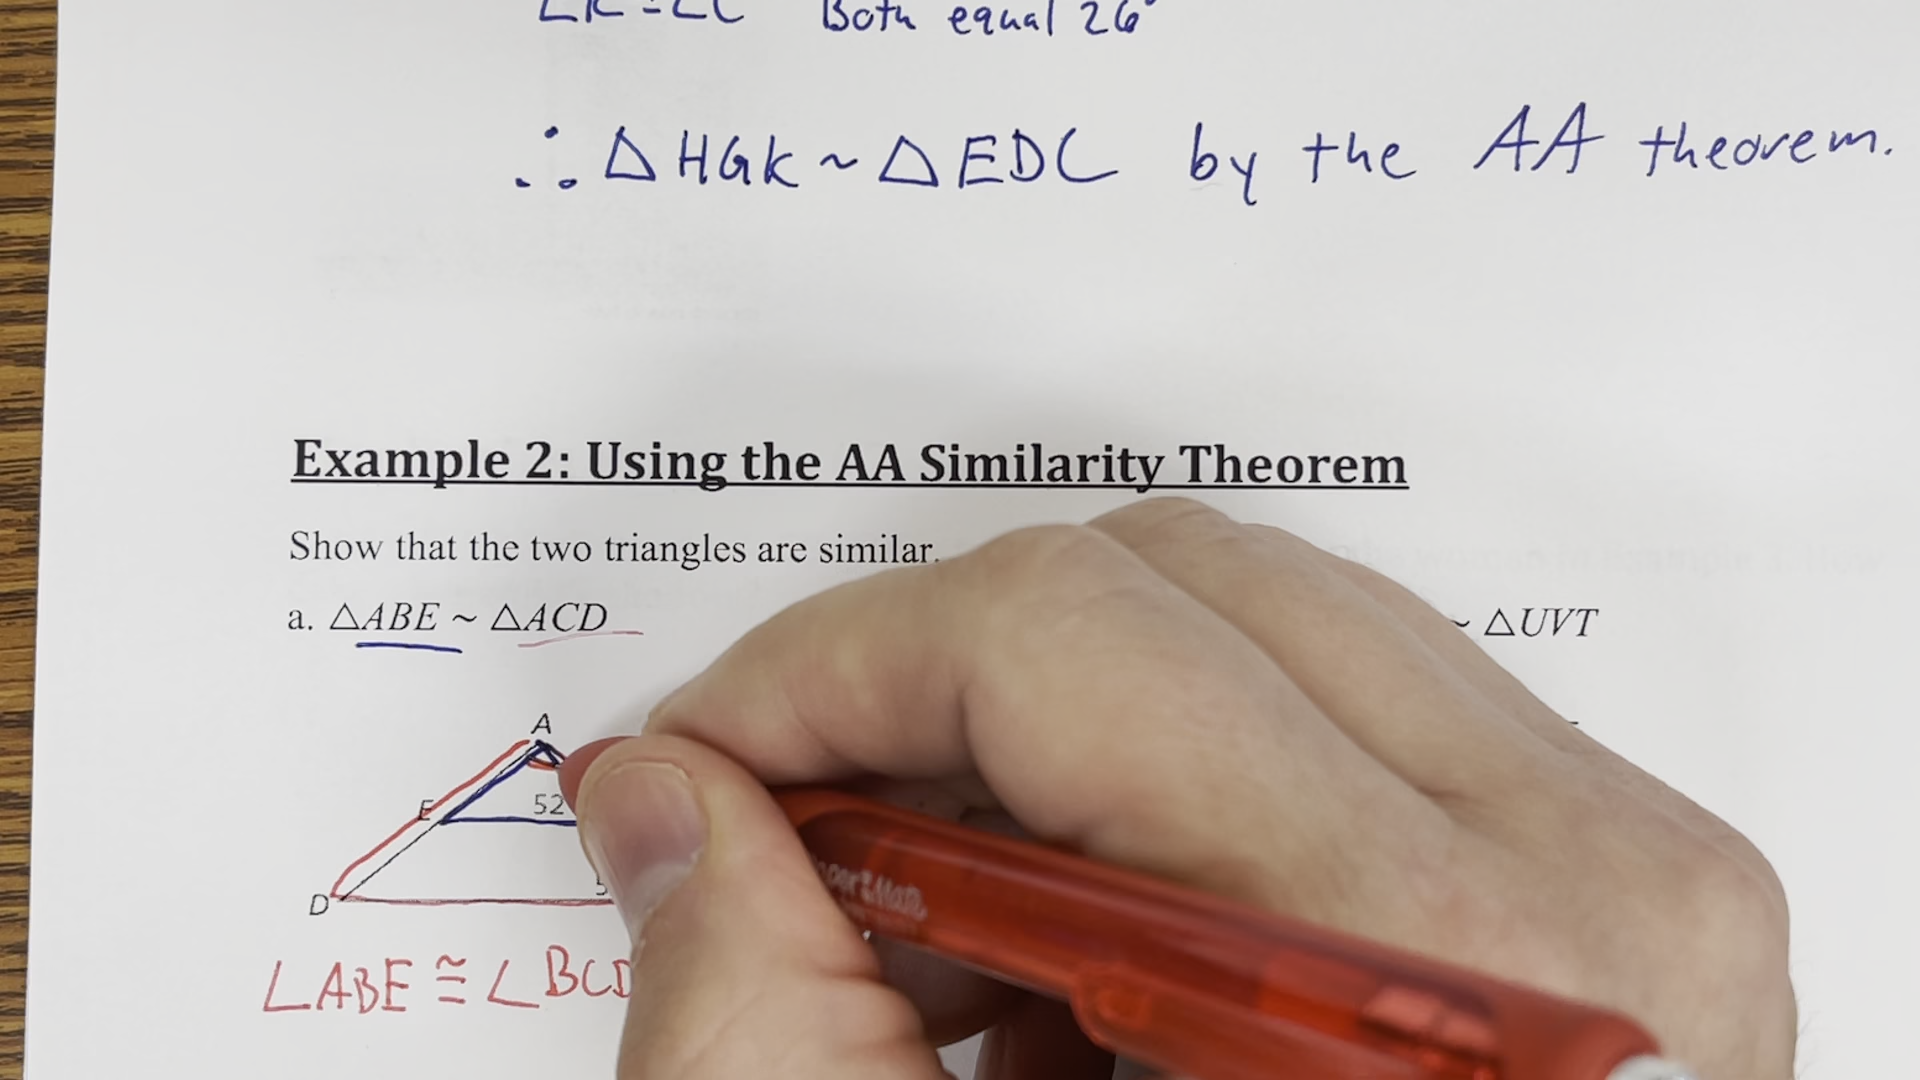 ∠K = ∠C Both equal 26°
∴ △HGK ~ △EDC by the AA theorem.
Example 2: Using the AA Similarity Theorem
Show that the two triangles are similar.
a. △ABE ~ △ACD
~ △UVT
A
E
52
D
∠ABE ≅ ∠BCD